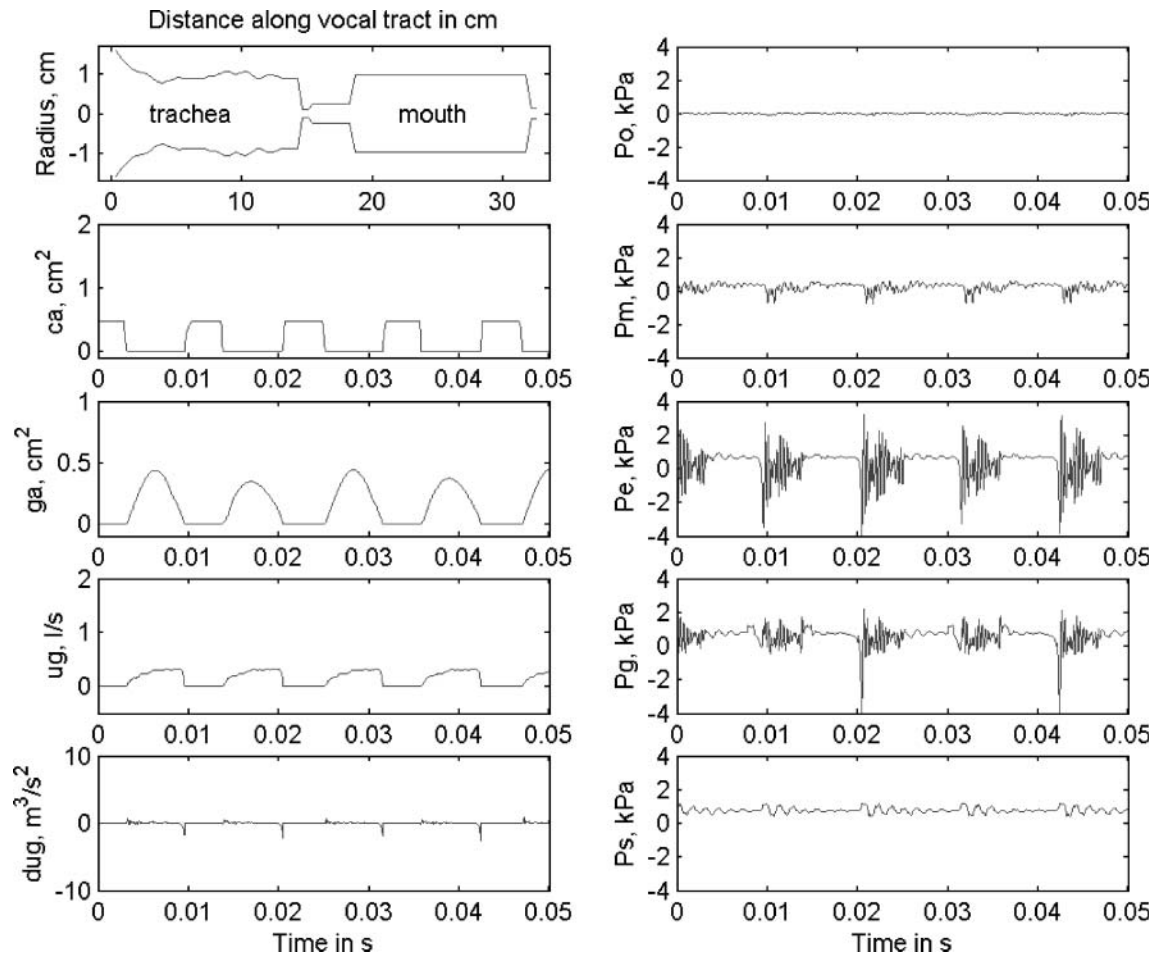 Distance along vocal tract in cm
Radius, cm
1
0
-1
trachea
mouth
0 10 20 30
ca, cm2
2
1
0
0 0.01 0.02 0.03 0.04 0.05
ga, cm2
1
0.5
0
0 0.01 0.02 0.03 0.04 0.05
ug, l/s
2
1
0
0 0.01 0.02 0.03 0.04 0.05
dug, m3/s2
10
0
-10
0 0.01 0.02 0.03 0.04 0.05
Time in s
Po, kPa
4
2
0
-2
-4
0 0.01 0.02 0.03 0.04 0.05
Pm, kPa
4
2
0
-2
-4
0 0.01 0.02 0.03 0.04 0.05
Pe, kPa
4
2
0
-2
-4
0 0.01 0.02 0.03 0.04 0.05
Pg, kPa
4
2
0
-2
-4
0 0.01 0.02 0.03 0.04 0.05
Ps, kPa
4
2
0
-2
-4
0 0.01 0.02 0.03 0.04 0.05
Time in s